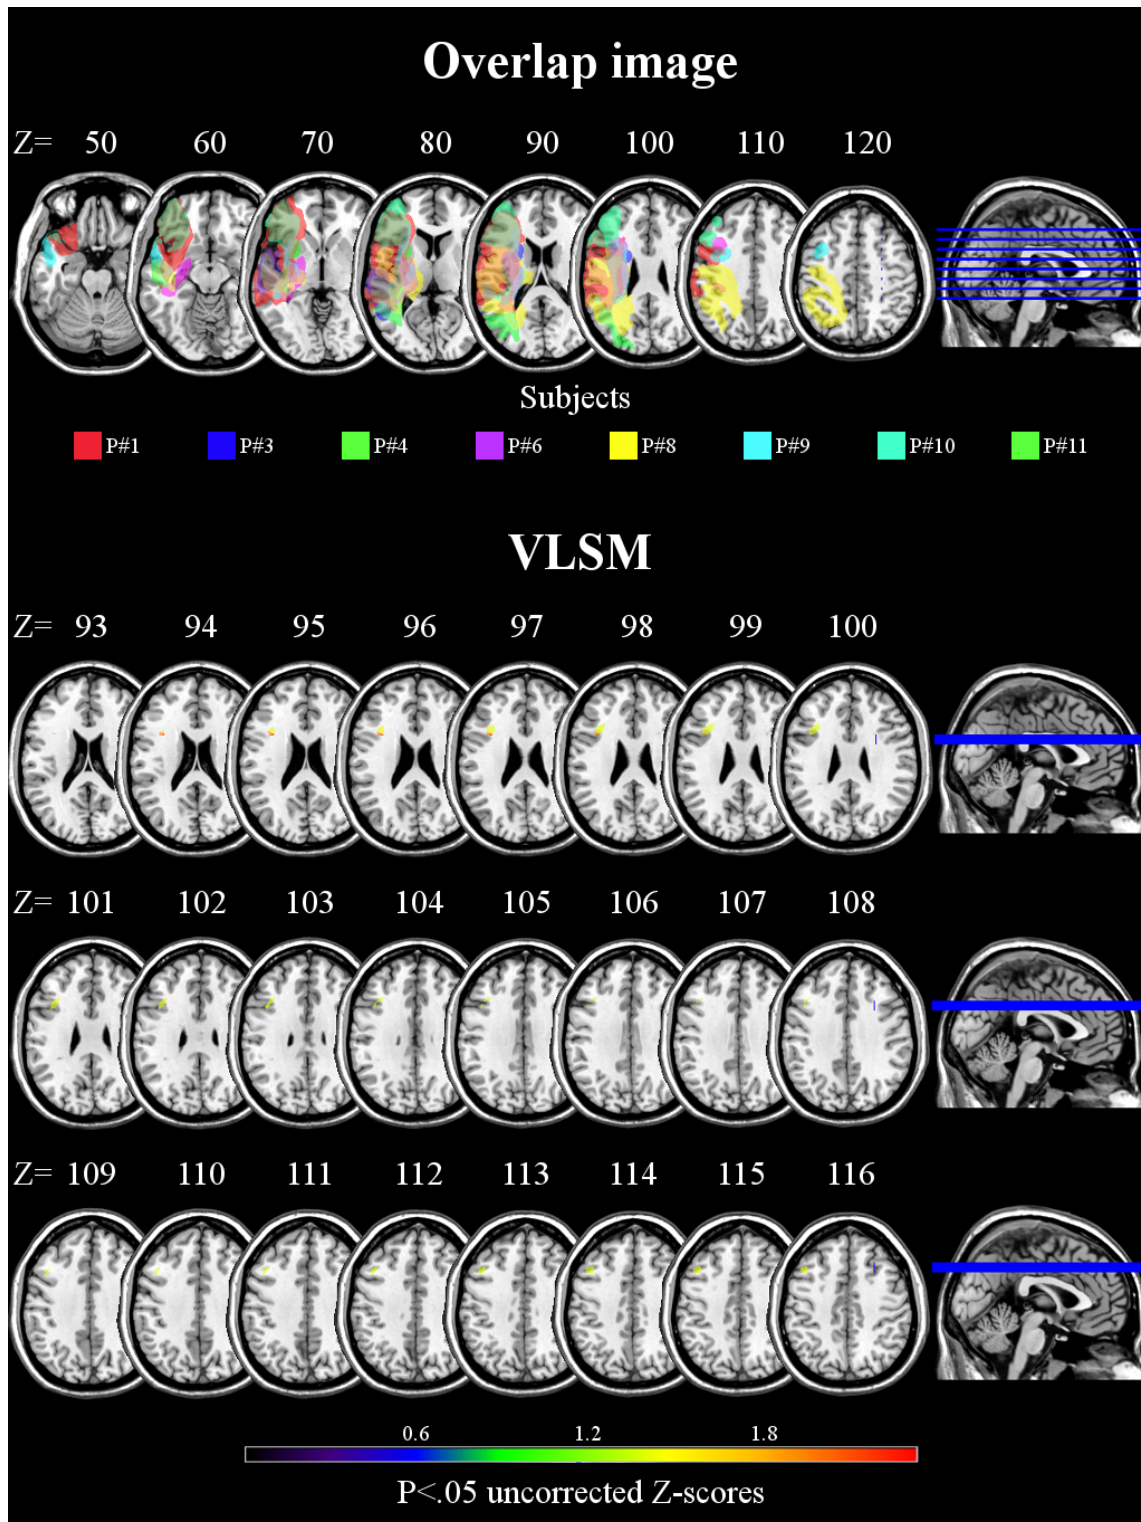 Overlap image
Z= 50 60 70 80 90 100 110 120
Subjects
P#1 P#3 P#4 P#6 P#8 P#9 P#10 P#11
VLSM
Z= 93 94 95 96 97 98 99 100
Z= 101 102 103 104 105 106 107 108
Z= 109 110 111 112 113 114 115 116
0.6 1.2 1.8
P<.05 uncorrected Z-scores